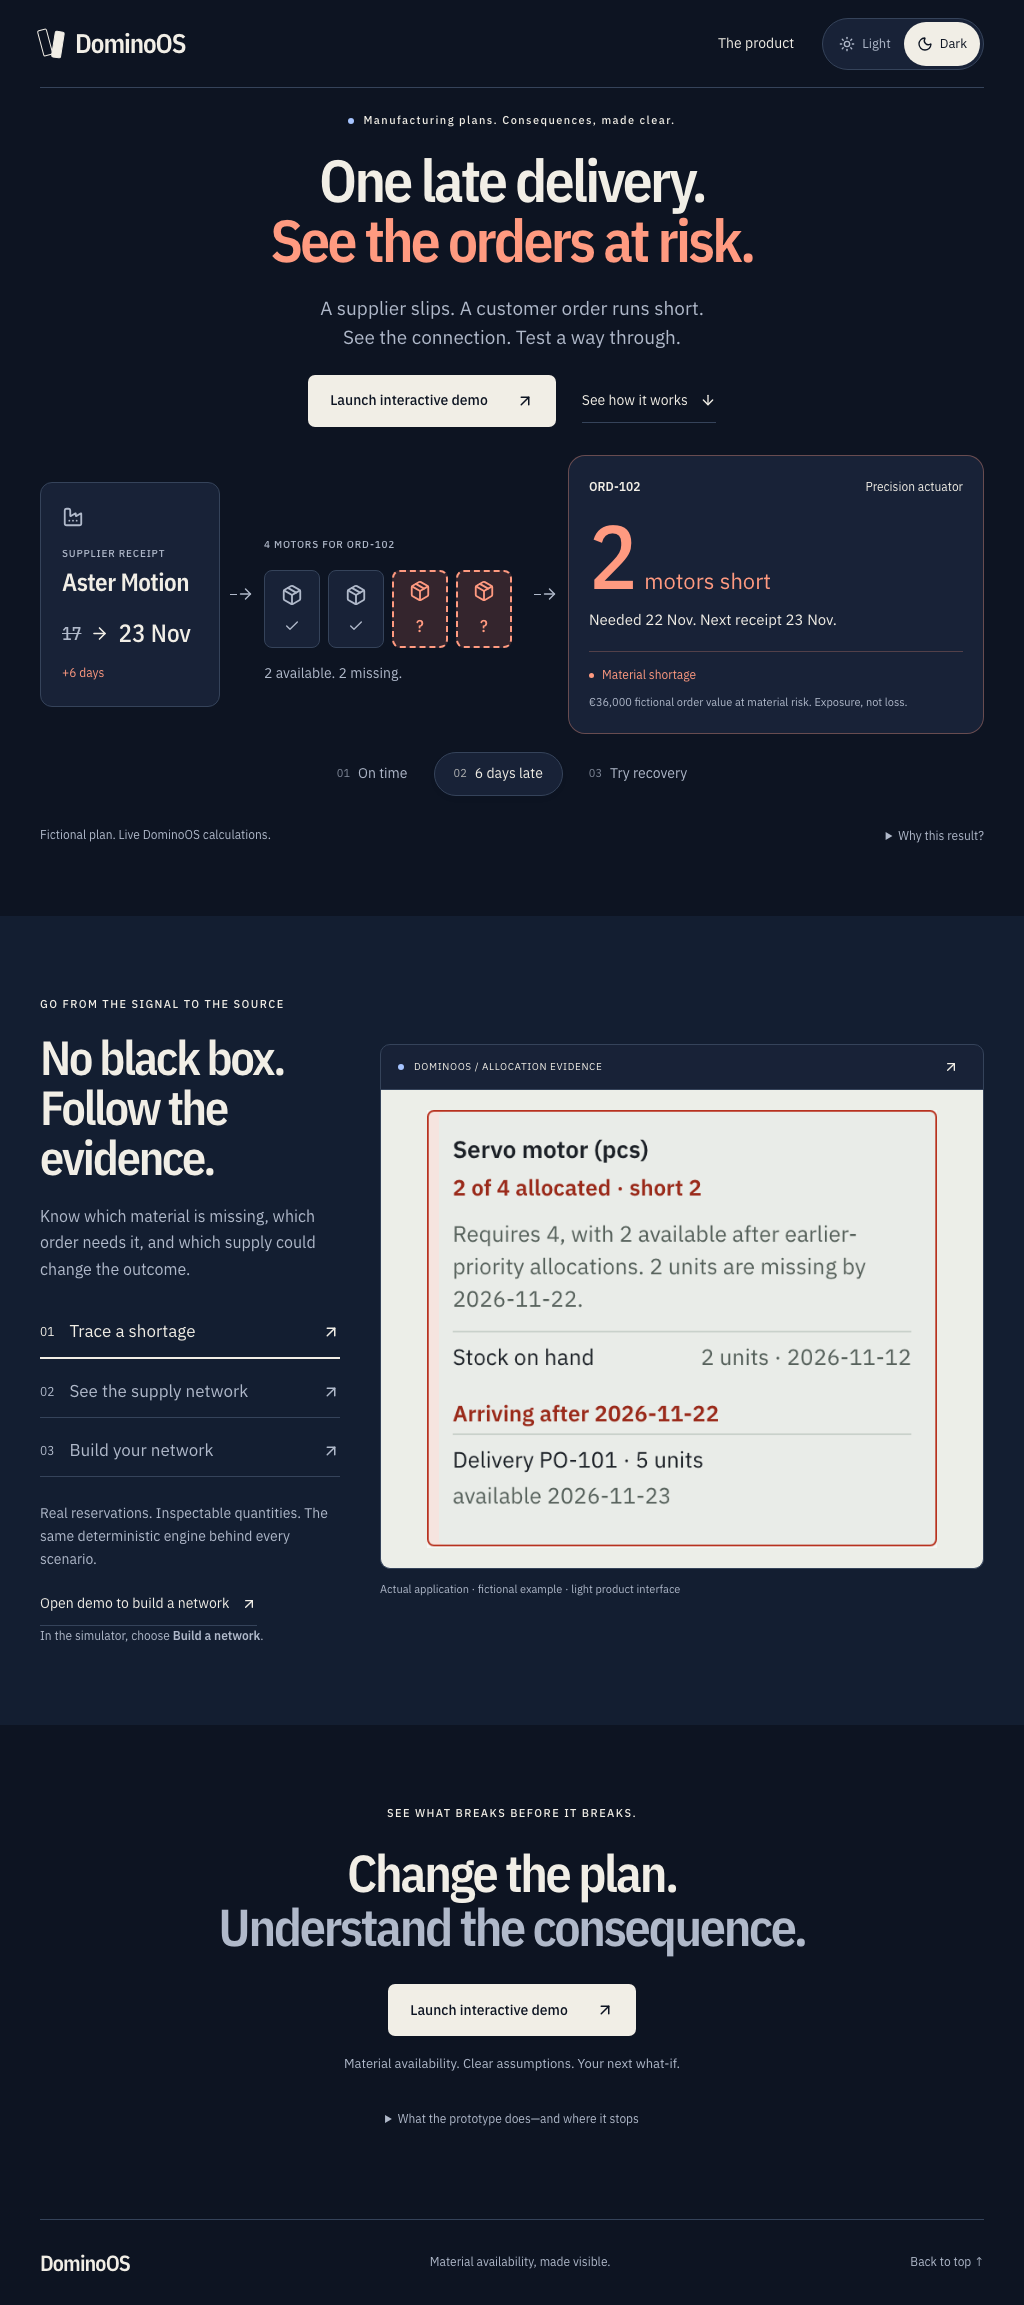 DominoOS
The product
Light
Dark
Manufacturing plans. Consequences, made clear.
One late delivery.
See the orders at risk.
A supplier slips. A customer order runs short.
See the connection. Test a way through.
Launch interactive demo
See how it works ↓
SUPPLIER RECEIPT
Aster Motion
17 → 23 Nov
+6 days
4 MOTORS FOR ORD-102
? ?
2 available. 2 missing.
ORD-102
Precision actuator
2 motors short
Needed 22 Nov. Next receipt 23 Nov.
Material shortage
€36,000 fictional order value at material risk. Exposure, not loss.
01 On time
02 6 days late
03 Try recovery
Fictional plan. Live DominoOS calculations.
▶ Why this result?
GO FROM THE SIGNAL TO THE SOURCE
No black box.
Follow the
evidence.
Know which material is missing, which
order needs it, and which supply could
change the outcome.
01 Trace a shortage
02 See the supply network
03 Build your network
Real reservations. Inspectable quantities. The
same deterministic engine behind every
scenario.
Open demo to build a network
In the simulator, choose Build a network.
DOMINOOS / ALLOCATION EVIDENCE
Servo motor (pcs)
2 of 4 allocated · short 2
Requires 4, with 2 available after earlier-
priority allocations. 2 units are missing by
2026-11-22.
Stock on hand
2 units · 2026-11-12
Arriving after 2026-11-22
Delivery PO-101 · 5 units
available 2026-11-23
Actual application · fictional example · light product interface
SEE WHAT BREAKS BEFORE IT BREAKS.
Change the plan.
Understand the consequence.
Launch interactive demo
Material availability. Clear assumptions. Your next what-if.
▶ What the prototype does—and where it stops
DominoOS
Material availability, made visible.
Back to top ↑